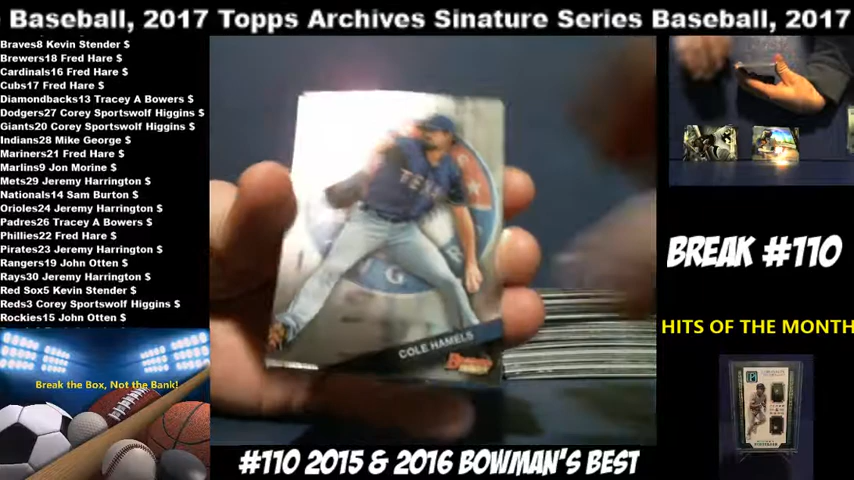 Baseball, 2017 Topps Archives Sinature Series Baseball, 2017
Braves8 Kevin Stender $
Brewers18 Fred Hare $
Cardinals16 Fred Hare $
Cubs17 Fred Hare $
Diamondbacks13 Tracey A Bowers $
Dodgers27 Corey Sportswolf Higgins $
Giants20 Corey Sportswolf Higgins $
Indians28 Mike George $
Mariners21 Fred Hare $
Marlins9 Jon Morine $
Mets29 Jeremy Harrington $
Nationals14 Sam Burton $
Orioles24 Jeremy Harrington $
Padres26 Tracey A Bowers $
Phillies22 Fred Hare $
Pirates23 Jeremy Harrington $
Rangers19 John Otten $
Rays30 Jeremy Harrington $
Red Sox5 Kevin Stender $
Reds3 Corey Sportswolf Higgins $
Rockies15 John Otten $
Break the Box, Not the Bank!
TEXAS
COLE HAMELS
BREAK #110
HITS OF THE MONTH
#110 2015 & 2016 BOWMAN'S BEST